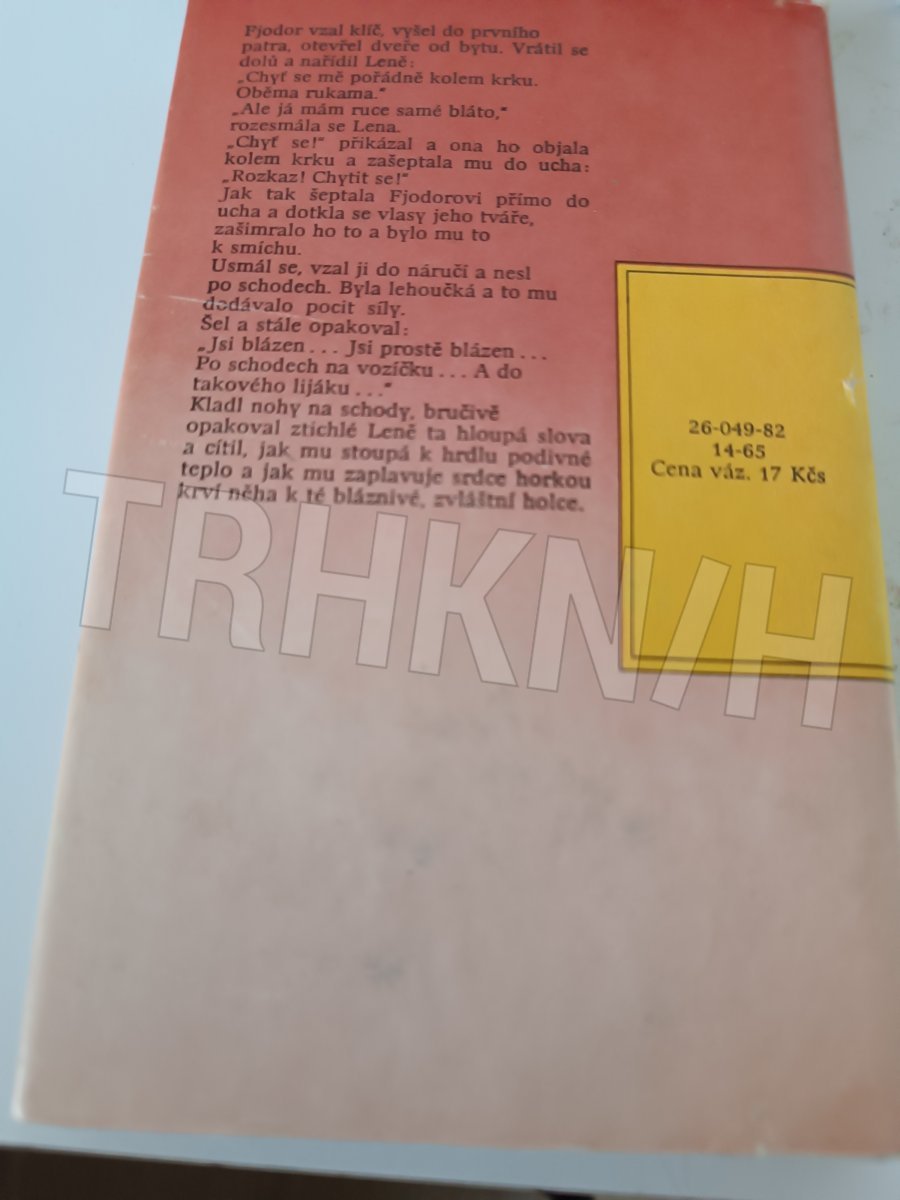 Fjodor vzal klíč, vyšel do prvního
patra, otevřel dveře od bytu. Vrátil se
dolů a nařídil Leně:
„Chyť se mě pořádně kolem krku.
Oběma rukama.“
„Ale já mám ruce samé bláto,“
rozesmála se Lena.
„Chyť se!“ přikázal a ona ho objala
kolem krku a zašeptala mu do ucha:
„Rozkaz! Chytit se!“
Jak tak šeptala Fjodorovi přímo do
ucha a dotkla se vlasy jeho tváře,
zašimralo ho to a bylo mu to
k smíchu.
Usmál se, vzal ji do náručí a nesl
po schodech. Byla lehoučká a to mu
dodávalo pocit síly.
Šel a stále opakoval:
„Jsi blázen... Jsi prostě blázen...
Po schodech na vozíčku... A do
takového lijáku...“
Kladl nohy na schody, bručivě
opakoval ztichlé Leně ta hloupá slova
a cítil, jak mu stoupá k hrdlu podivné
teplo a jak mu zaplavuje srdce horkou
krví něha k té bláznivé, zvláštní holce.
26-049-82
14-65
Cena váz. 17 Kčs
TRHKN/H